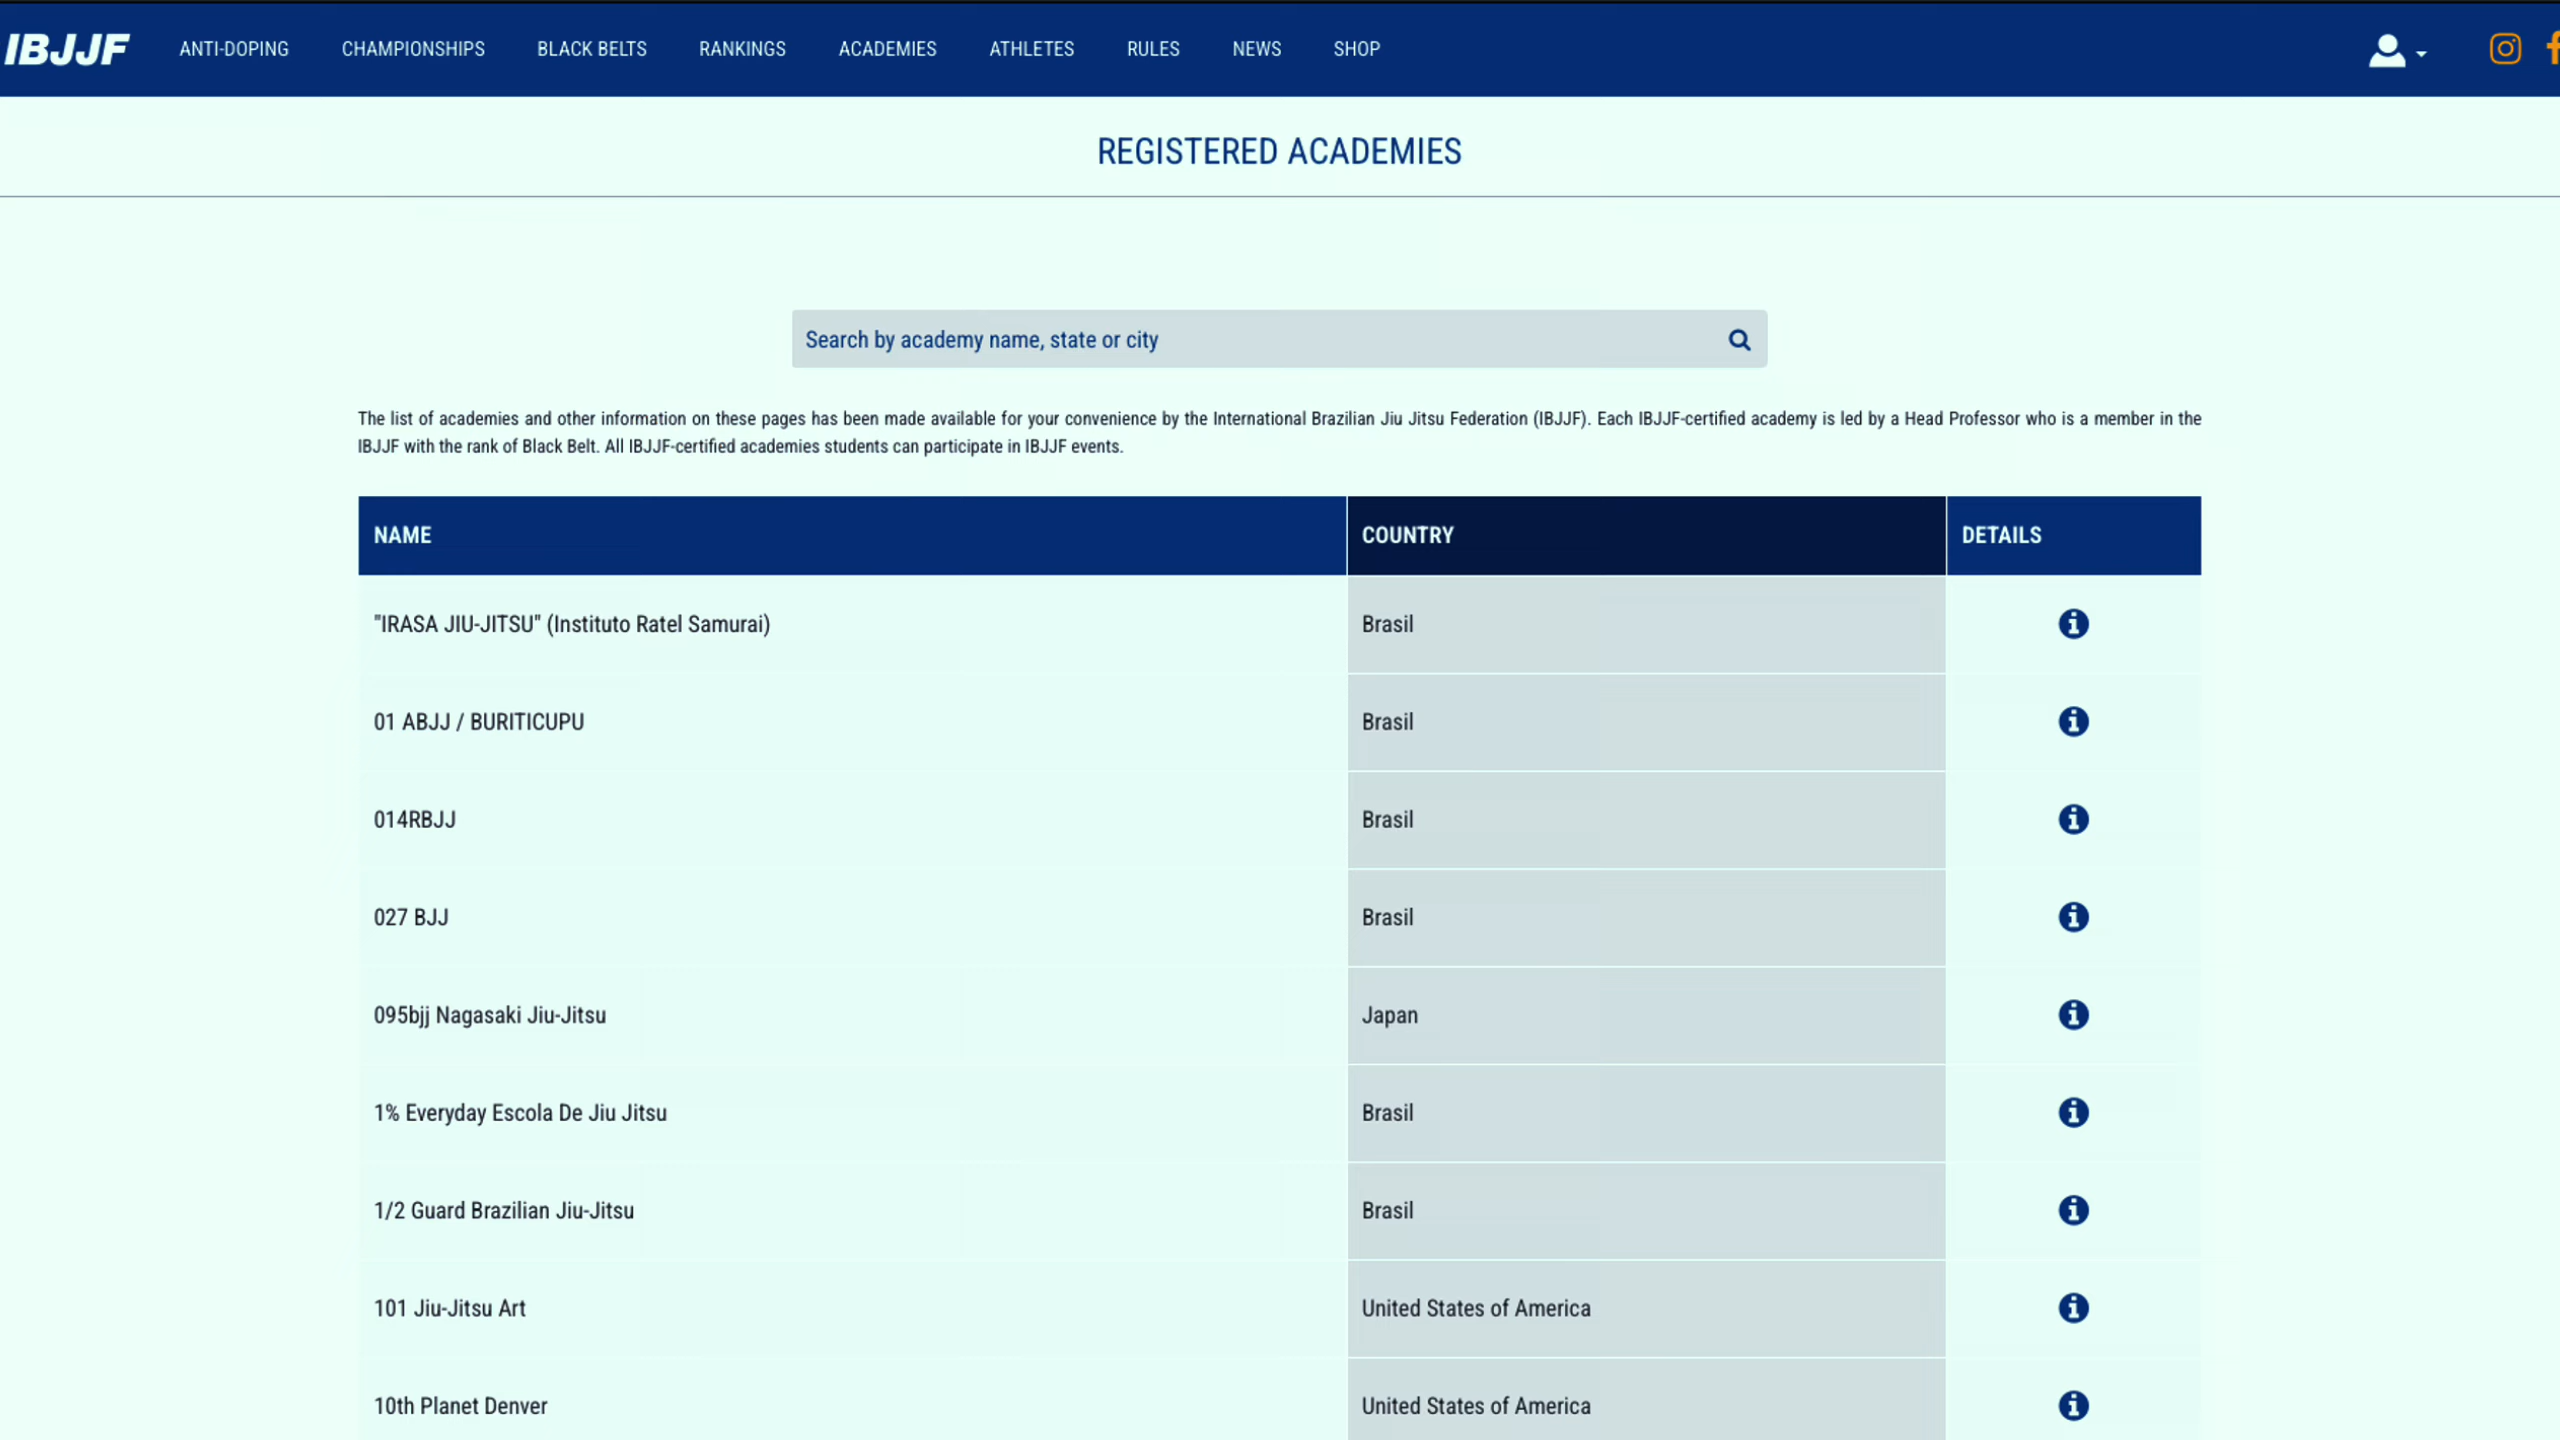 IBJJF ANTI-DOPING CHAMPIONSHIPS BLACK BELTS RANKINGS ACADEMIES ATHLETES RULES NEWS SHOP
REGISTERED ACADEMIES
Search by academy name, state or city
The list of academies and other information on these pages has been made available for your convenience by the International Brazilian Jiu Jitsu Federation (IBJJF). Each IBJJF-certified academy is led by a Head Professor who is a member in the
IBJJF with the rank of Black Belt. All IBJJF-certified academies students can participate in IBJJF events.
NAME COUNTRY DETAILS
"IRASA JIU-JITSU" (Instituto Ratel Samurai) Brasil
01 ABJJ / BURITICUPU Brasil
014RBJJ Brasil
027 BJJ Brasil
095bjj Nagasaki Jiu-Jitsu Japan
1% Everyday Escola De Jiu Jitsu Brasil
1/2 Guard Brazilian Jiu-Jitsu Brasil
101 Jiu-Jitsu Art United States of America
10th Planet Denver United States of America